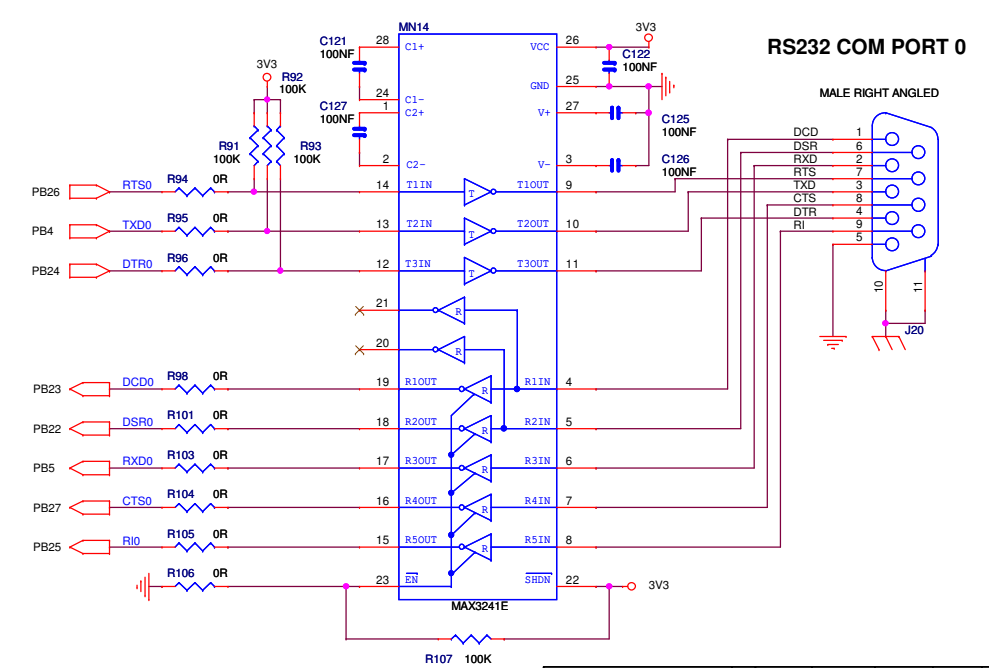 MN14
RS232 COM PORT 0
MALE RIGHT ANGLED
C121
100NF
28 C1+
24 C1-
C127
100NF
1 C2+
2 C2-
VCC 26
3V3
C122
100NF
GND 25
V+ 27
C125
100NF
V- 3
C126
100NF
3V3
R92
100K
R91
100K
R93
100K
PB26 RTS0 R94 0R 14 T1IN T T1OUT 9
PB4 TXD0 R95 0R 13 T2IN T T2OUT 10
PB24 DTR0 R96 0R 12 T3IN T T3OUT 11
DCD 1
DSR 6
RXD 2
RTS 7
TXD 3
CTS 8
DTR 4
RI 9
5
10
11
J20
21 R
20 R
PB23 DCD0 R98 0R 19 R1OUT R R1IN 4
PB22 DSR0 R101 0R 18 R2OUT R R2IN 5
PB5 RXD0 R103 0R 17 R3OUT R R3IN 6
PB27 CTS0 R104 0R 16 R4OUT R R4IN 7
PB25 RI0 R105 0R 15 R5OUT R R5IN 8
R106 0R 23 EN SHDN 22 3V3
MAX3241E
R107 100K